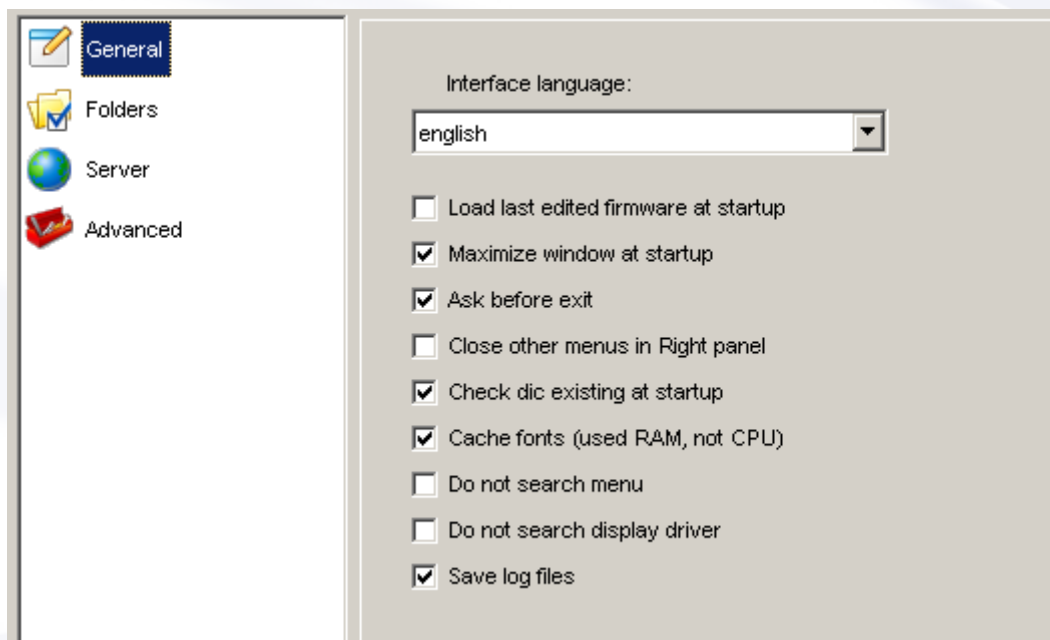 General
Folders
Server
Advanced
Interface language:
english
Load last edited firmware at startup
Maximize window at startup
Ask before exit
Close other menus in Right panel
Check dic existing at startup
Cache fonts (used RAM, not CPU)
Do not search menu
Do not search display driver
Save log files